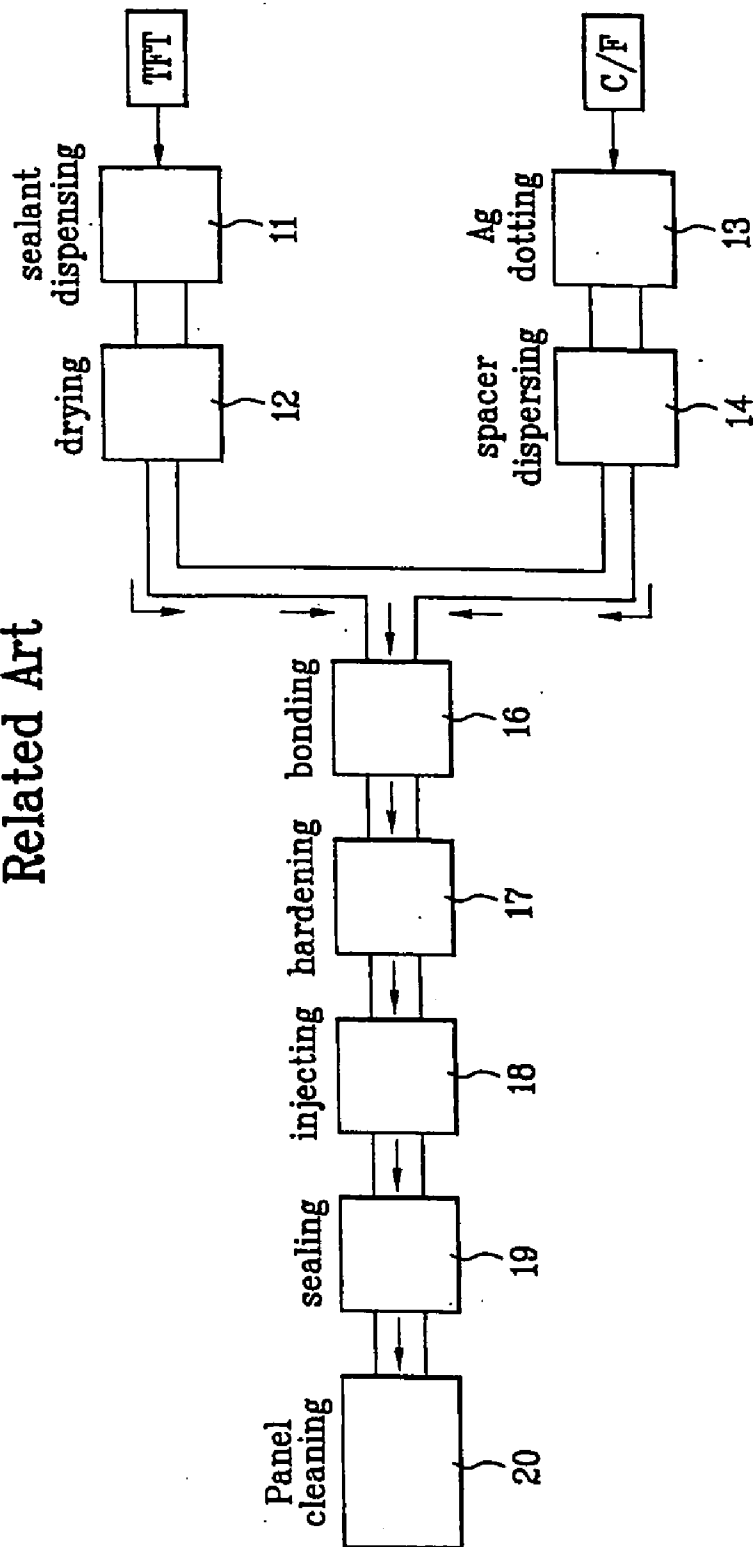 Related Art
TFT
sealant
dispensing
11
drying
12
C/F
Ag
dotting
13
spacer
dispersing
14
bonding
16
hardening
17
injecting
18
sealing
19
Panel
cleaning
20